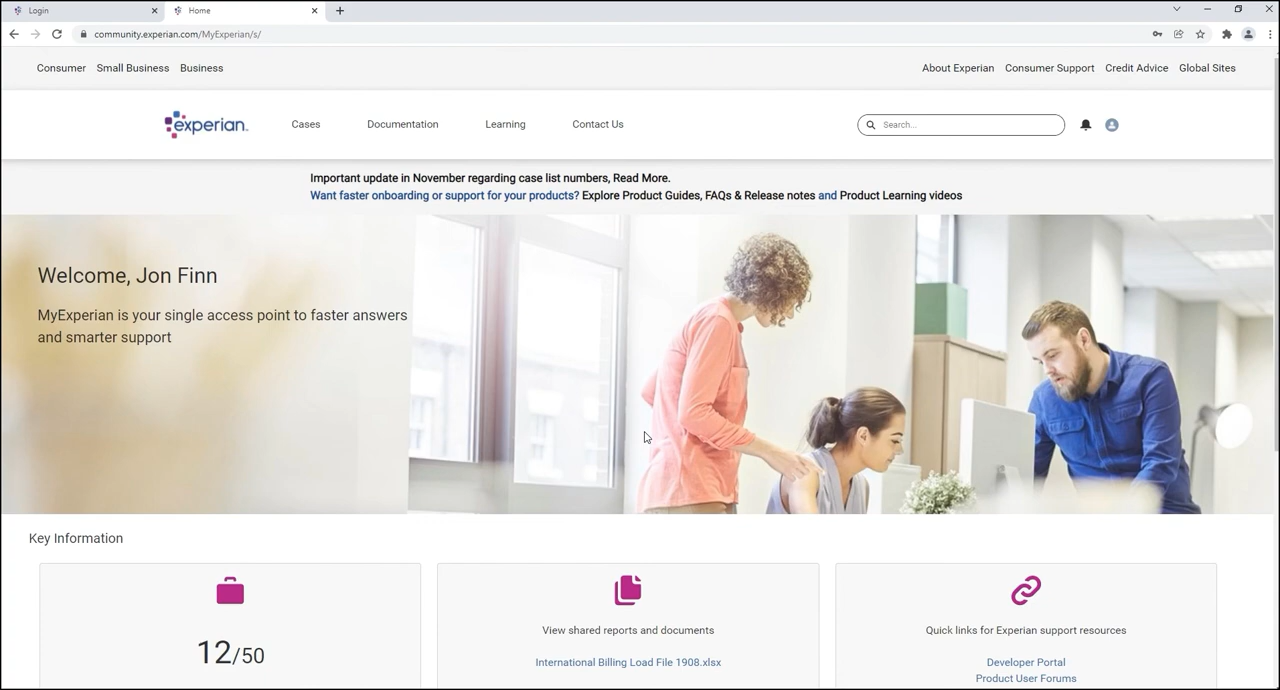 Login
Home
community.experian.com/MyExperian/s/
Consumer Small Business Business
About Experian Consumer Support Credit Advice Global Sites
experian.
Cases Documentation Learning Contact Us
Search...
Important update in November regarding case list numbers, Read More.
Want faster onboarding or support for your products? Explore Product Guides, FAQs & Release notes and Product Learning videos
Welcome, Jon Finn
MyExperian is your single access point to faster answers
and smarter support
Key Information
12/50
View shared reports and documents
International Billing Load File 1908.xlsx
Quick links for Experian support resources
Developer Portal
Product User Forums